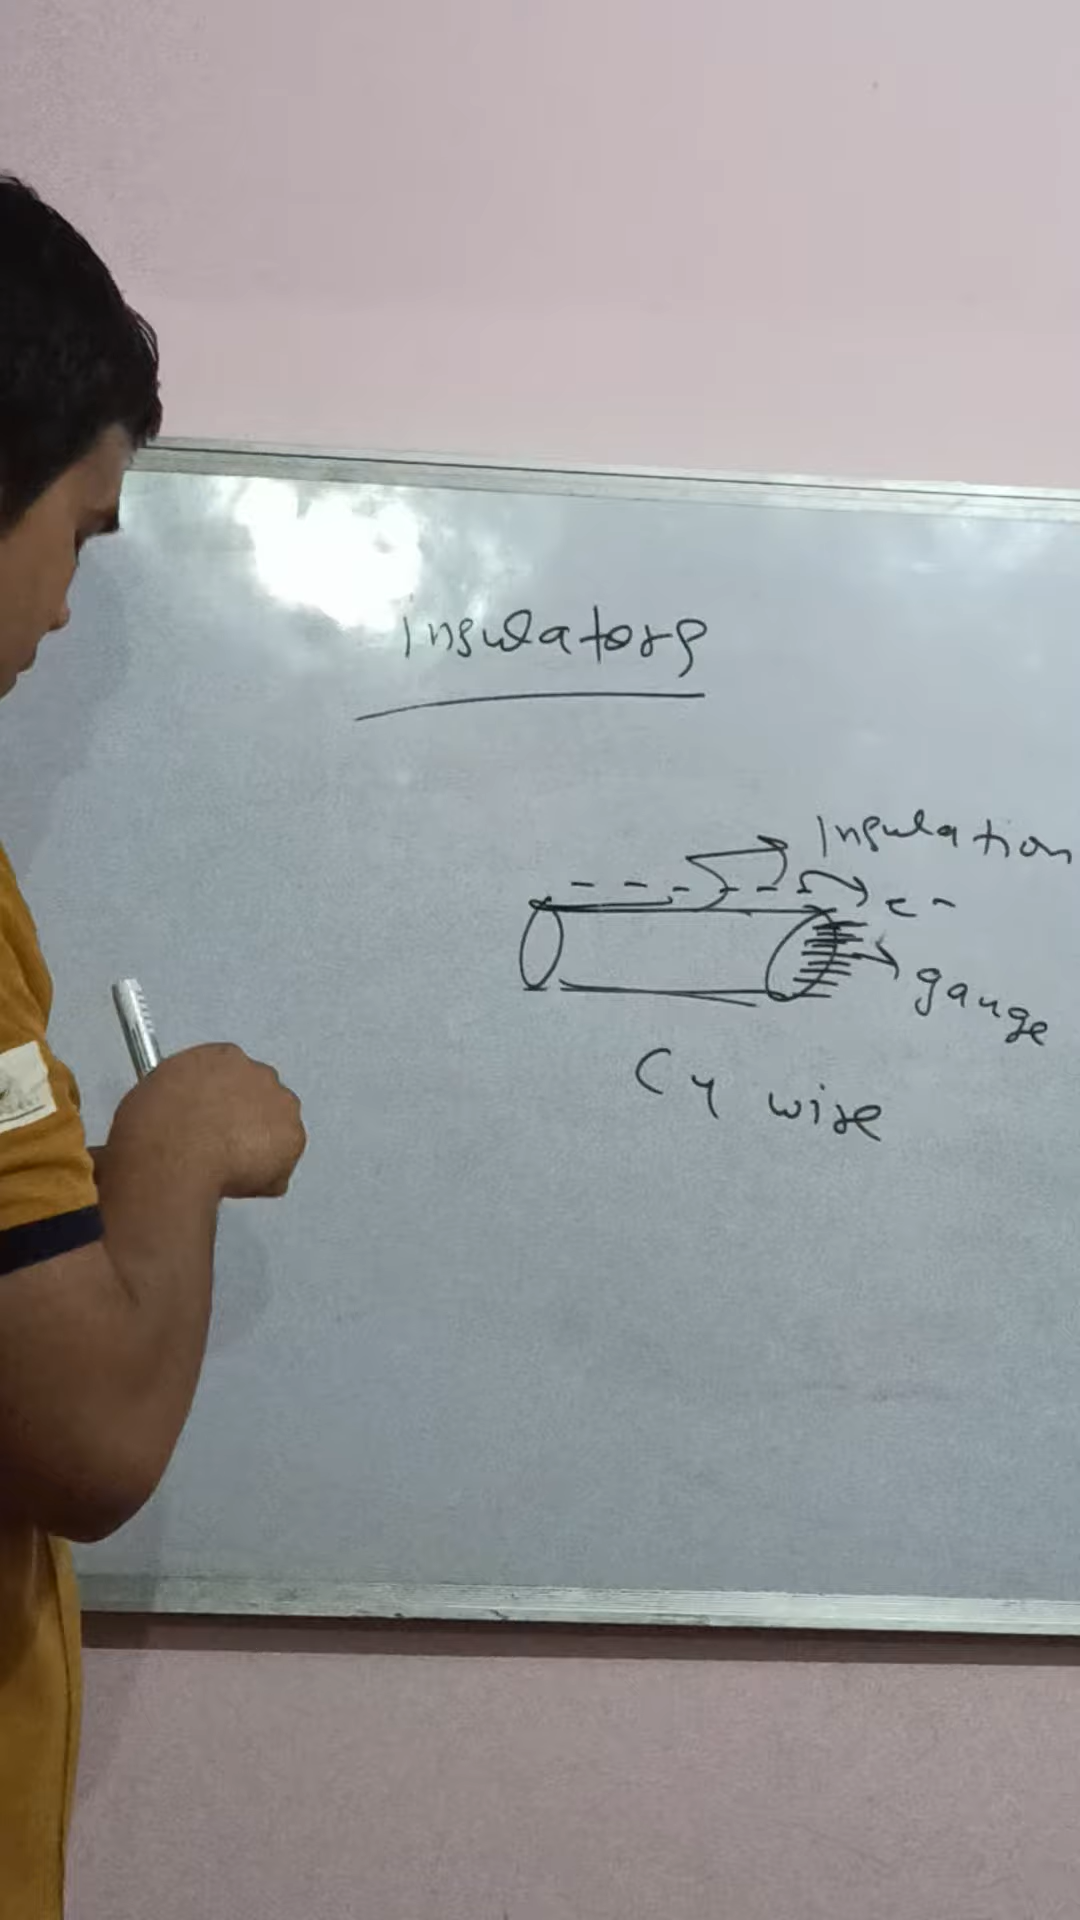 Insulators
Insulation
e-
gauge
Cu wire